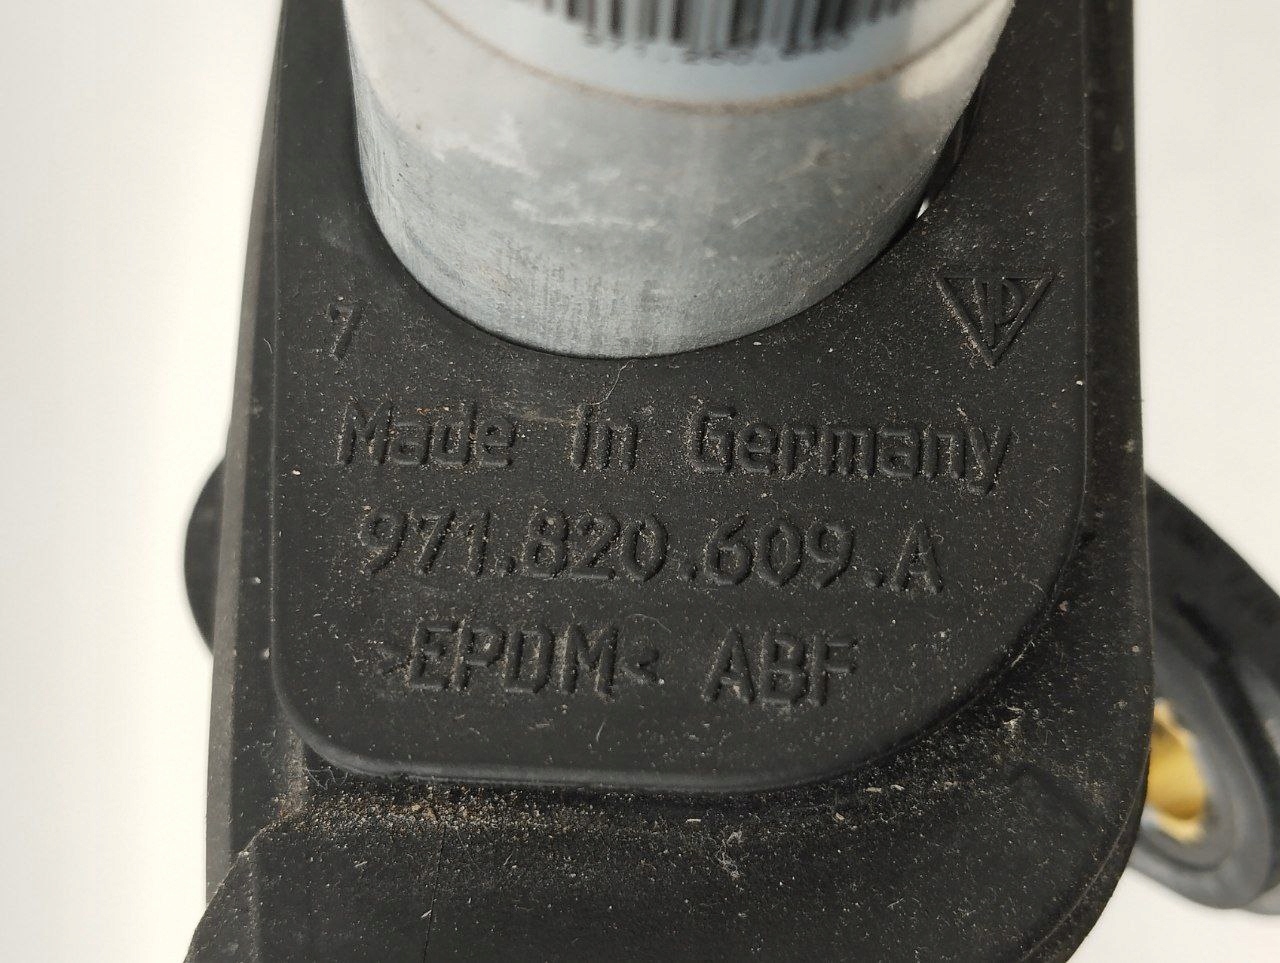 7
Made in Germany
971.820.609.A
>EPDM< ABF